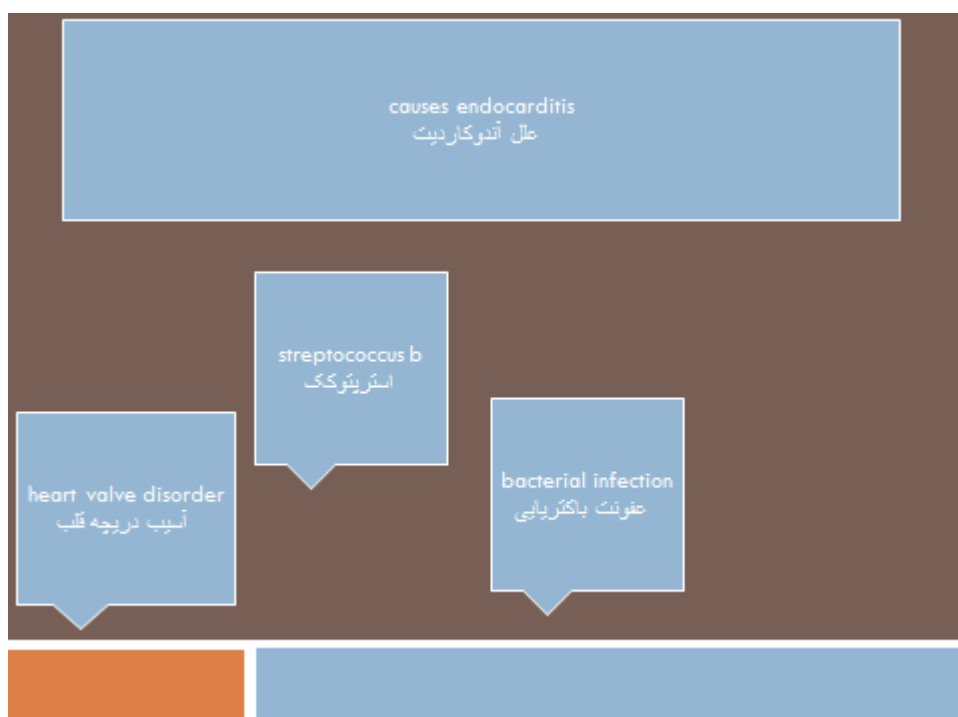 causes endocarditis
علل آندوکاردیت
streptococcus b
استرپتوکک
heart valve disorder
آسیب دریچه قلب
bacterial infection
عفونت باکتریایی